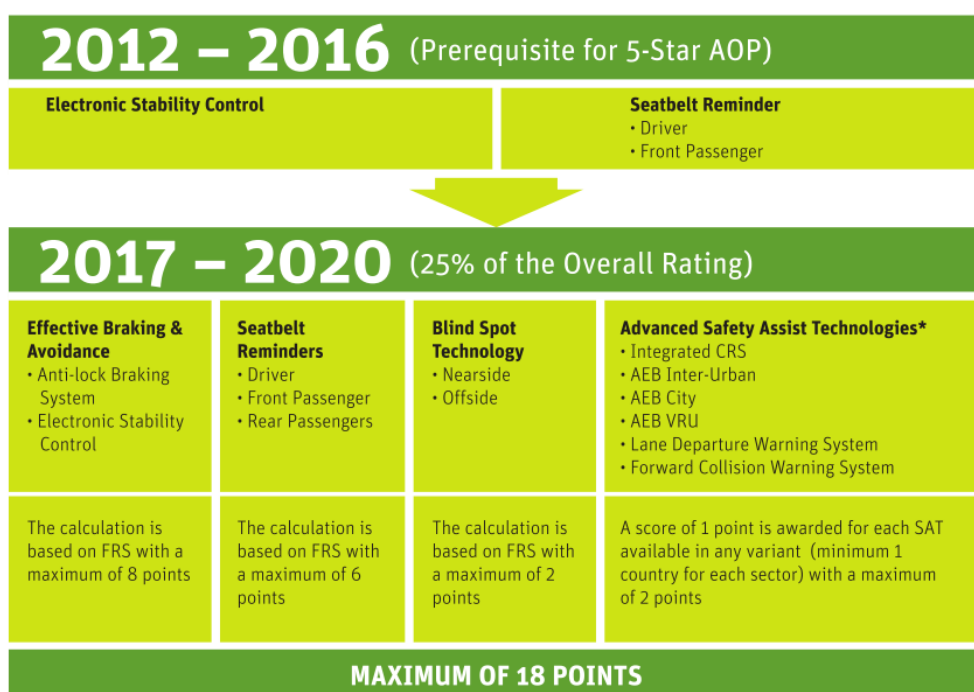 2012 – 2016 (Prerequisite for 5-Star AOP)
Electronic Stability Control
Seatbelt Reminder
• Driver
• Front Passenger
2017 – 2020 (25% of the Overall Rating)
Effective Braking &
Avoidance
• Anti-lock Braking
System
• Electronic Stability
Control
The calculation is
based on FRS with a
maximum of 8 points
Seatbelt
Reminders
• Driver
• Front Passenger
• Rear Passengers
The calculation is
based on FRS with
a maximum of 6
points
Blind Spot
Technology
• Nearside
• Offside
The calculation is
based on FRS with
a maximum of 2
points
Advanced Safety Assist Technologies*
• Integrated CRS
• AEB Inter-Urban
• AEB City
• AEB VRU
• Lane Departure Warning System
• Forward Collision Warning System
A score of 1 point is awarded for each SAT
available in any variant (minimum 1
country for each sector) with a maximum
of 2 points
MAXIMUM OF 18 POINTS